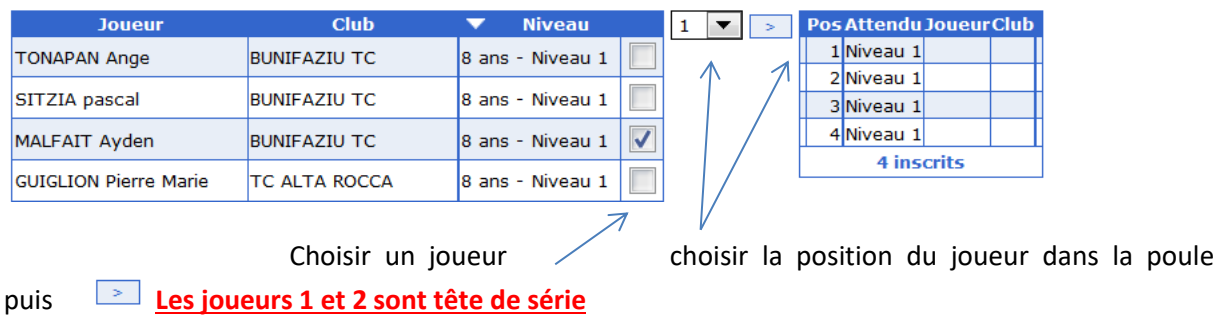 Joueur Club Niveau
TONAPAN Ange BUNIFAZIU TC 8 ans - Niveau 1
SITZIA pascal BUNIFAZIU TC 8 ans - Niveau 1
MALFAIT Ayden BUNIFAZIU TC 8 ans - Niveau 1
GUIGLION Pierre Marie TC ALTA ROCCA 8 ans - Niveau 1
1 >
Pos Attendu Joueur Club
1 Niveau 1
2 Niveau 1
3 Niveau 1
4 Niveau 1
4 inscrits
Choisir un joueur choisir la position du joueur dans la poule
puis > Les joueurs 1 et 2 sont tête de série